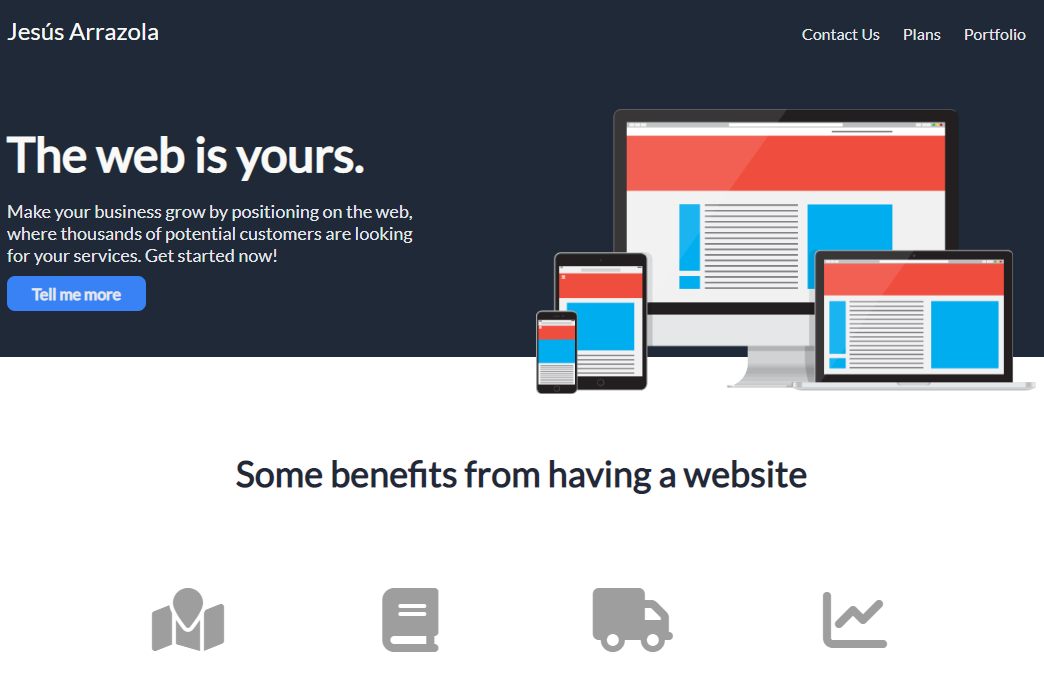 Jesús Arrazola
Contact Us Plans Portfolio
The web is yours.
Make your business grow by positioning on the web,
where thousands of potential customers are looking
for your services. Get started now!
Tell me more
Some benefits from having a website